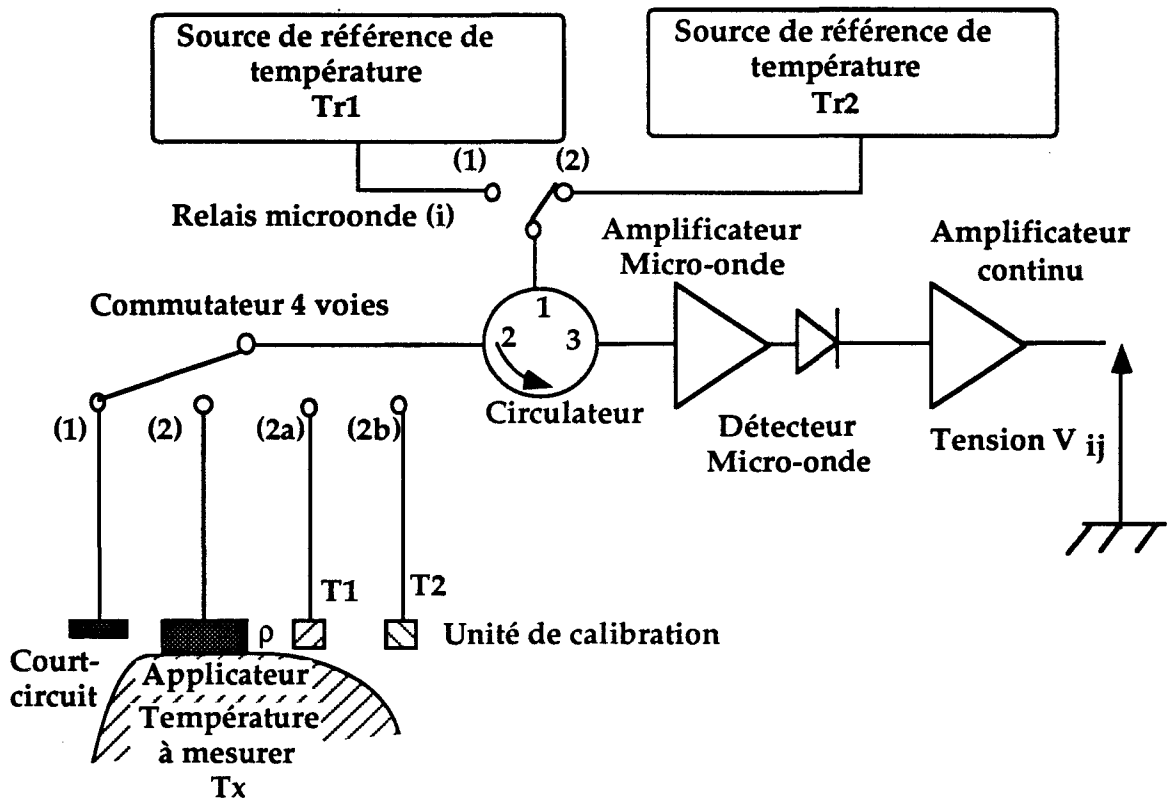 Source de référence de
température
Tr1
Source de référence de
température
Tr2
(1)
(2)
Relais microonde (i)
Amplificateur
Micro-onde
Amplificateur
continu
Commutateur 4 voies
1
2
3
Circulateur
(1)
(2)
(2a)
(2b)
Détecteur
Micro-onde
Tension V ij
T1
T2
ρ
Unité de calibration
Court-
circuit
Applicateur
Température
à mesurer
Tx